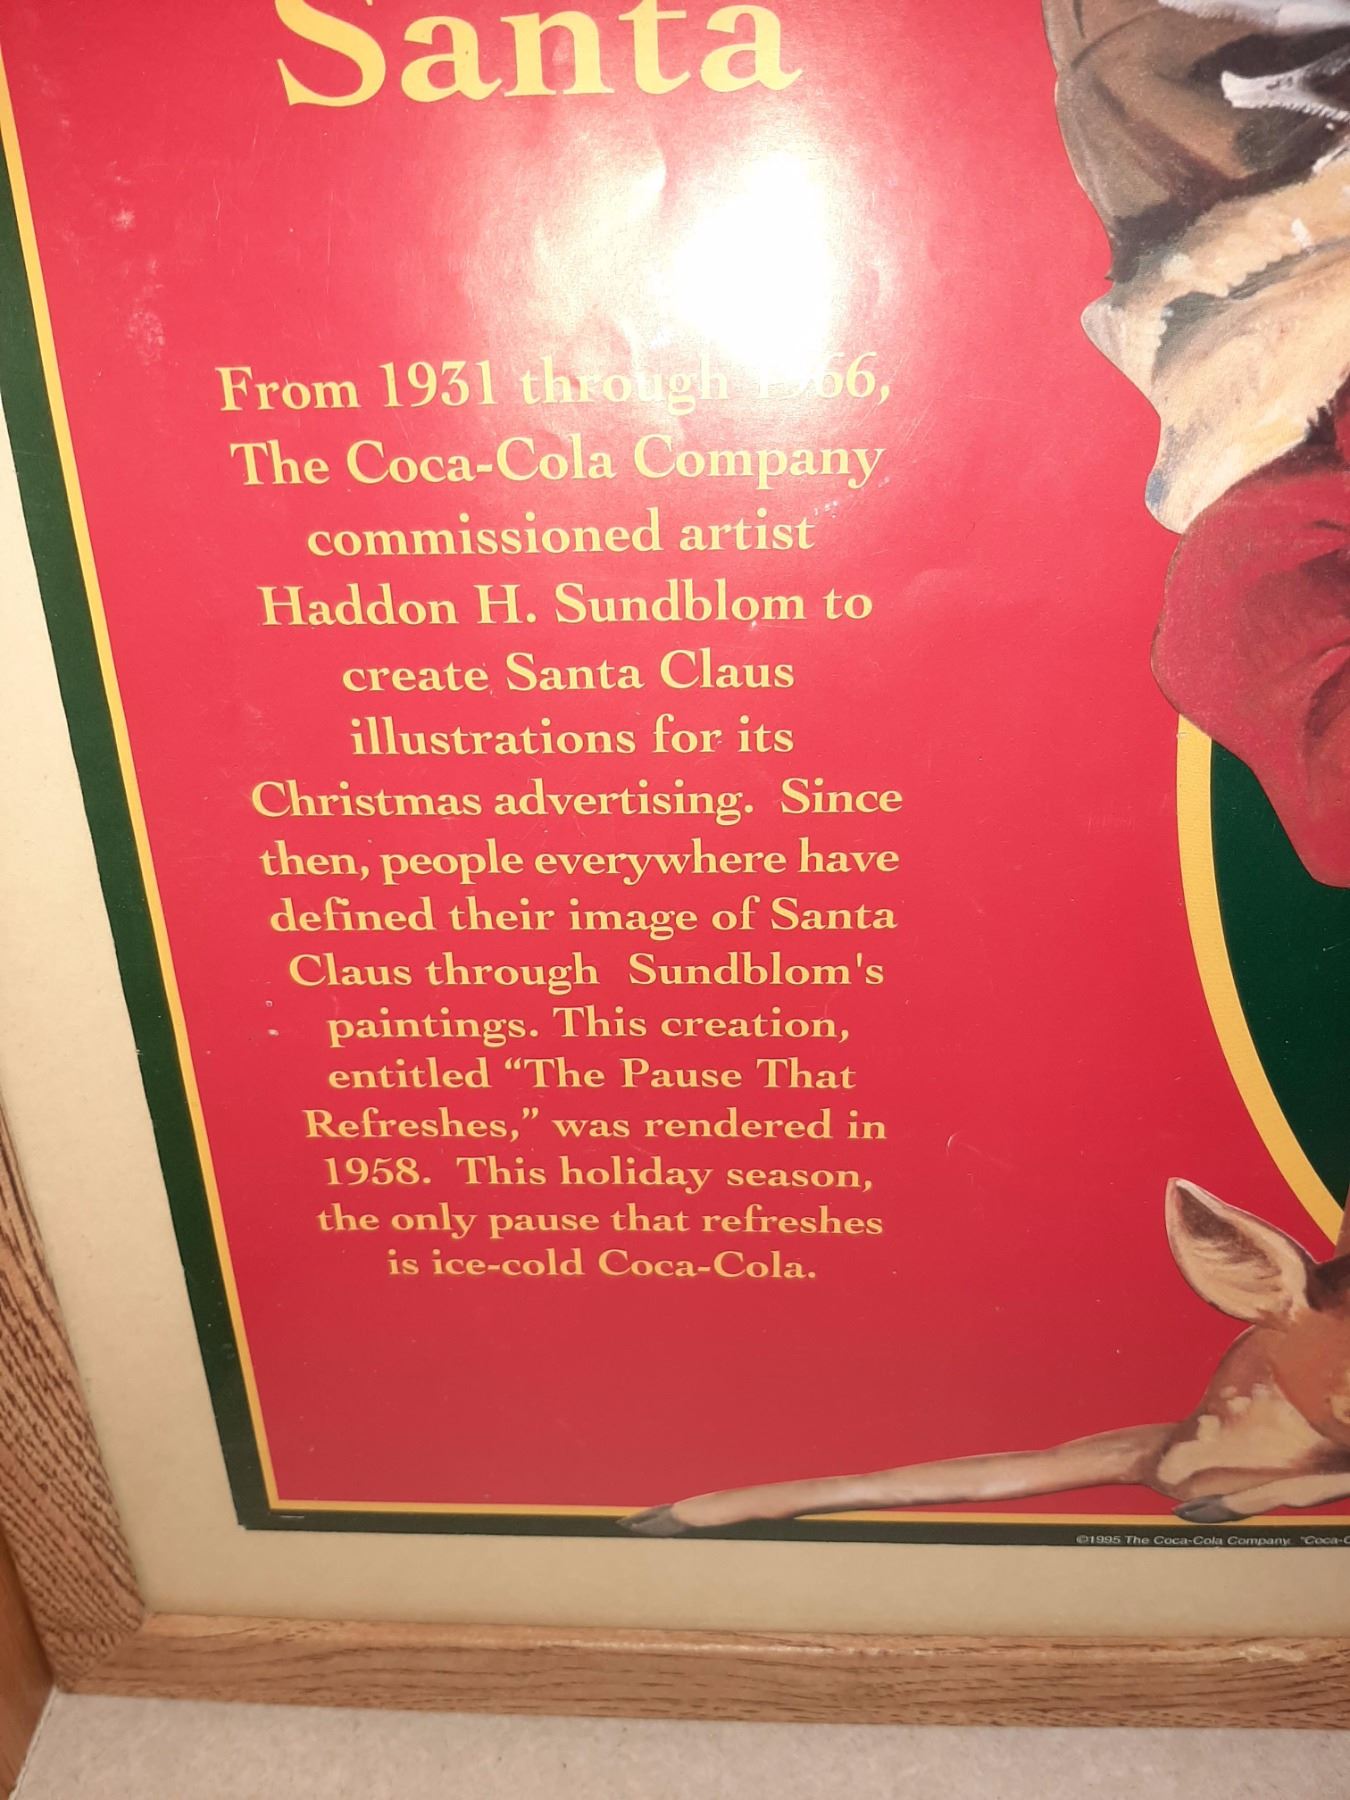 Santa
From 1931 through 1966,
The Coca-Cola Company
commissioned artist
Haddon H. Sundblom to
create Santa Claus
illustrations for its
Christmas advertising. Since
then, people everywhere have
defined their image of Santa
Claus through Sundblom's
paintings. This creation,
entitled “The Pause That
Refreshes,” was rendered in
1958. This holiday season,
the only pause that refreshes
is ice-cold Coca-Cola.
©1995 The Coca-Cola Company. "Coca-C